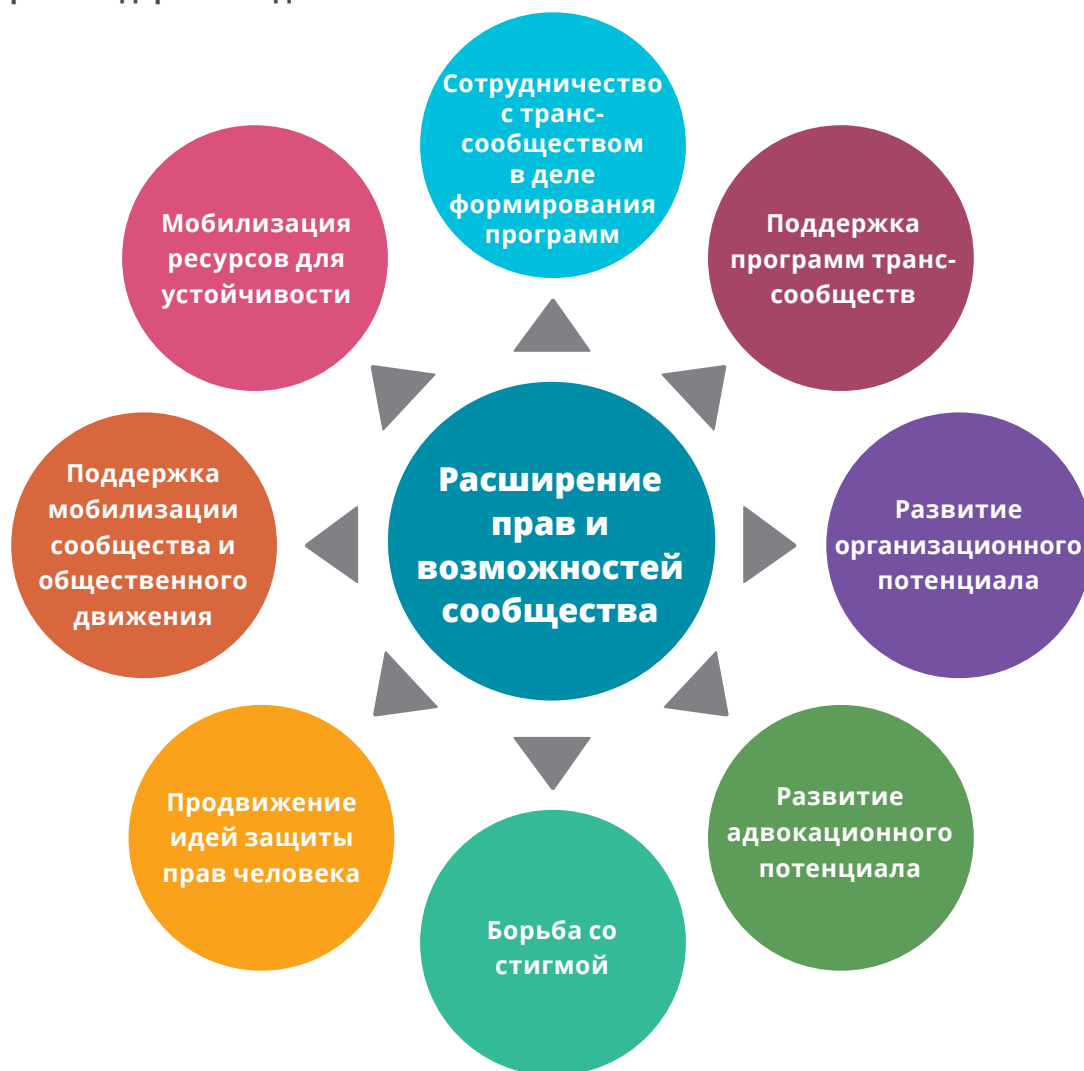 Сотрудничество
с транс-
сообществом
в деле
формирования
программ
Поддержка
программ транс-
сообществ
Развитие
организационного
потенциала
Развитие
адвокационного
потенциала
Борьба со
стигмой
Продвижение
идей защиты
прав человека
Поддержка
мобилизации
сообщества и
общественного
движения
Мобилизация
ресурсов для
устойчивости
Расширение
прав и
возможностей
сообщества